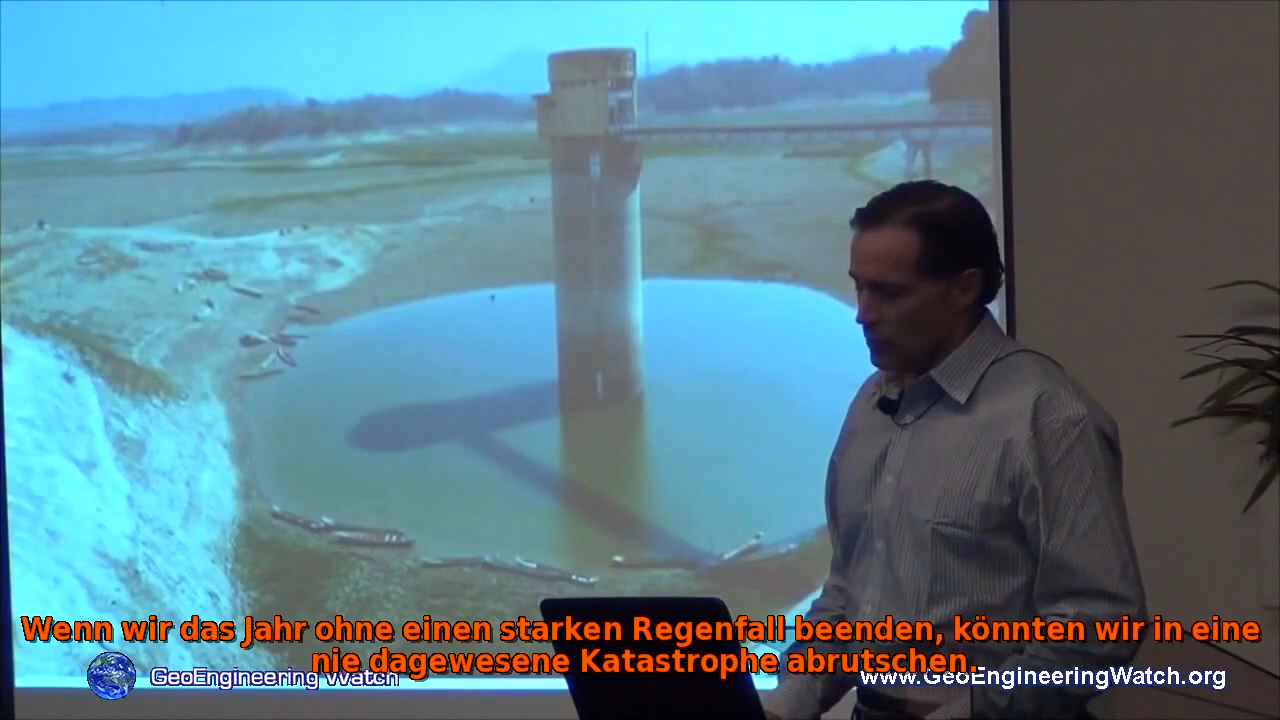 Wenn wir das Jahr ohne einen starken Regenfall beenden, könnten wir in eine
nie dagewesene Katastrophe abrutschen.
GeoEngineering Watch
www.GeoEngineeringWatch.org